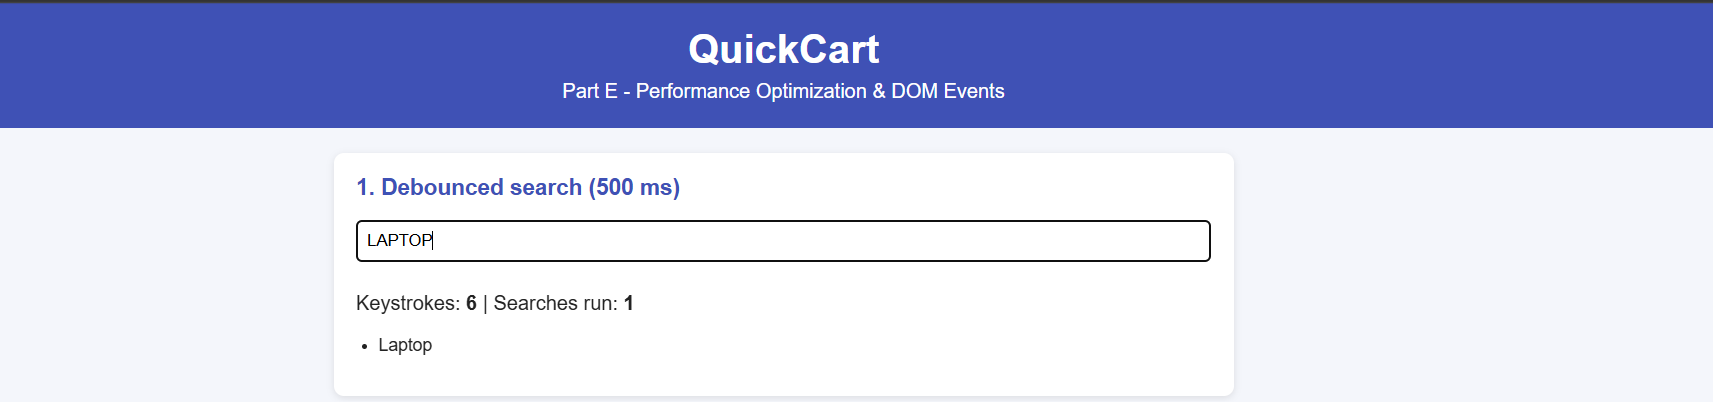 QuickCart
Part E - Performance Optimization & DOM Events
1. Debounced search (500 ms)
LAPTOP
Keystrokes: 6 | Searches run: 1
• Laptop